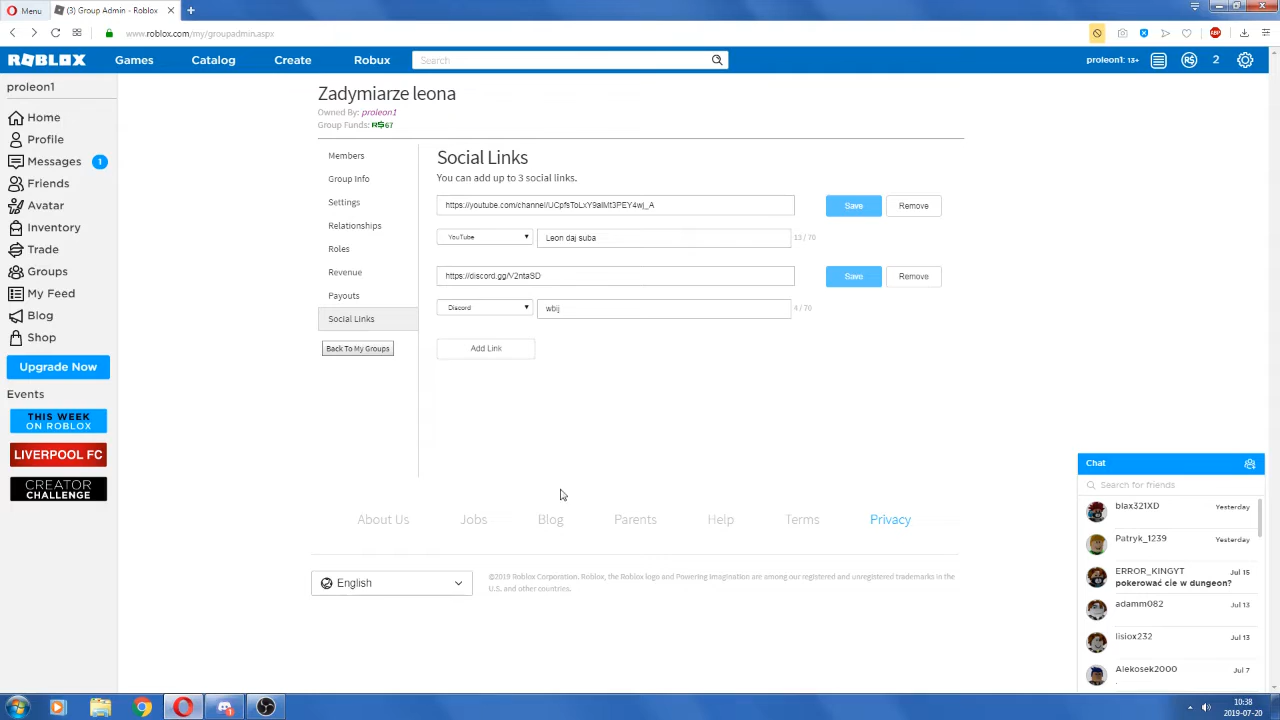 Menu
Group Admin - Roblox
www.roblox.com/my/groupadmin.aspx
ROBLOX
Games
Catalog
Create
Robux
Search
proleon1: 13+
2
proleon1
Home
Profile
Messages
1
Friends
Avatar
Inventory
Trade
Groups
My Feed
Blog
Shop
Upgrade Now
Events
THIS WEEK
ON ROBLOX
LIVERPOOL FC
CREATOR
CHALLENGE
Zadymiarze leona
Owned By: proleon1
Group Funds: R$67
Members
Group Info
Settings
Relationships
Roles
Revenue
Payouts
Social Links
Back To My Groups
Social Links
You can add up to 3 social links.
Save
Remove
YouTube
Leon daj suba
13 / 70
https://discord.gg/V2ntaSD
Save
Remove
Discord
wbij
4 / 70
Add Link
About Us
Jobs
Blog
Parents
Help
Terms
Privacy
English
©2019 Roblox Corporation. Roblox, the Roblox logo and Powering Imagination are among our registered and unregistered trademarks in the
U.S. and other countries.
Chat
Search for friends
blax321XD
Yesterday
Patryk_1239
Yesterday
ERROR_KINGYT
Jul 15
pokerować cie w dungeon?
adamm082
Jul 13
lisiox232
Jul 13
Alekosek2000
Jul 7
.
10:38
2019-07-20